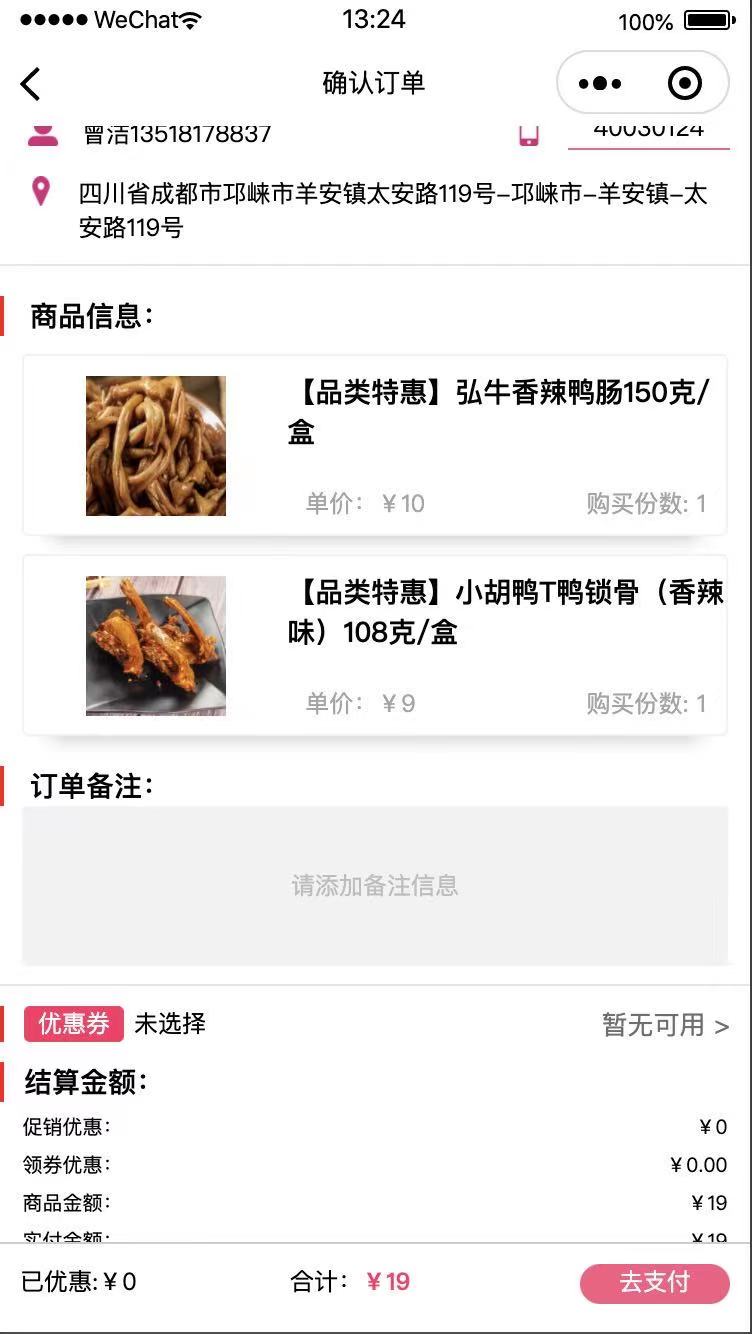 WeChat
13:24
100%
确认订单
曾洁13518178837
40030124
四川省成都市邛崃市羊安镇太安路119号–邛崃市–羊安镇–太
安路119号
商品信息：
【品类特惠】弘牛香辣鸭肠150克/
盒
单价：￥10
购买份数: 1
【品类特惠】小胡鸭T鸭锁骨（香辣
味）108克/盒
单价：￥9
购买份数: 1
订单备注：
请添加备注信息
优惠券 未选择
暂无可用 >
结算金额：
促销优惠：
￥0
领券优惠：
￥0.00
商品金额：
￥19
实付金额：
￥19
已优惠:￥0
合计：￥19
去支付